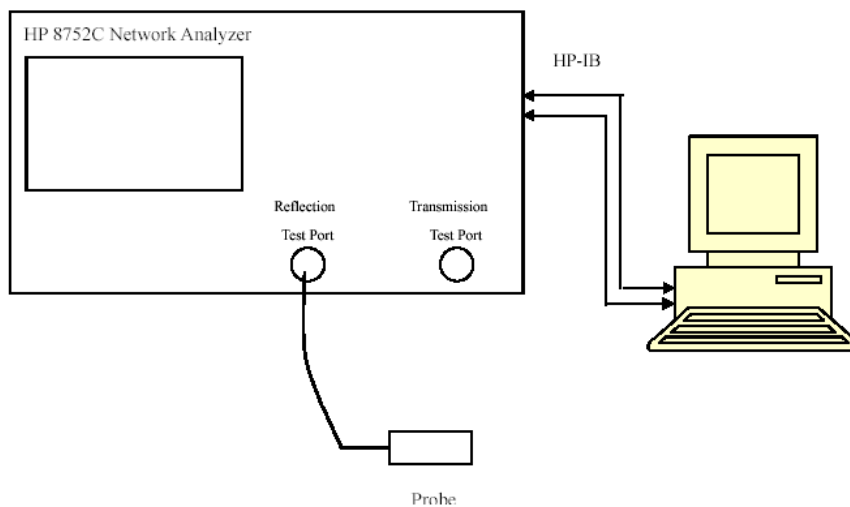 HP 8752C Network Analyzer
HP-IB
Reflection
Test Port
Transmission
Test Port
Probe